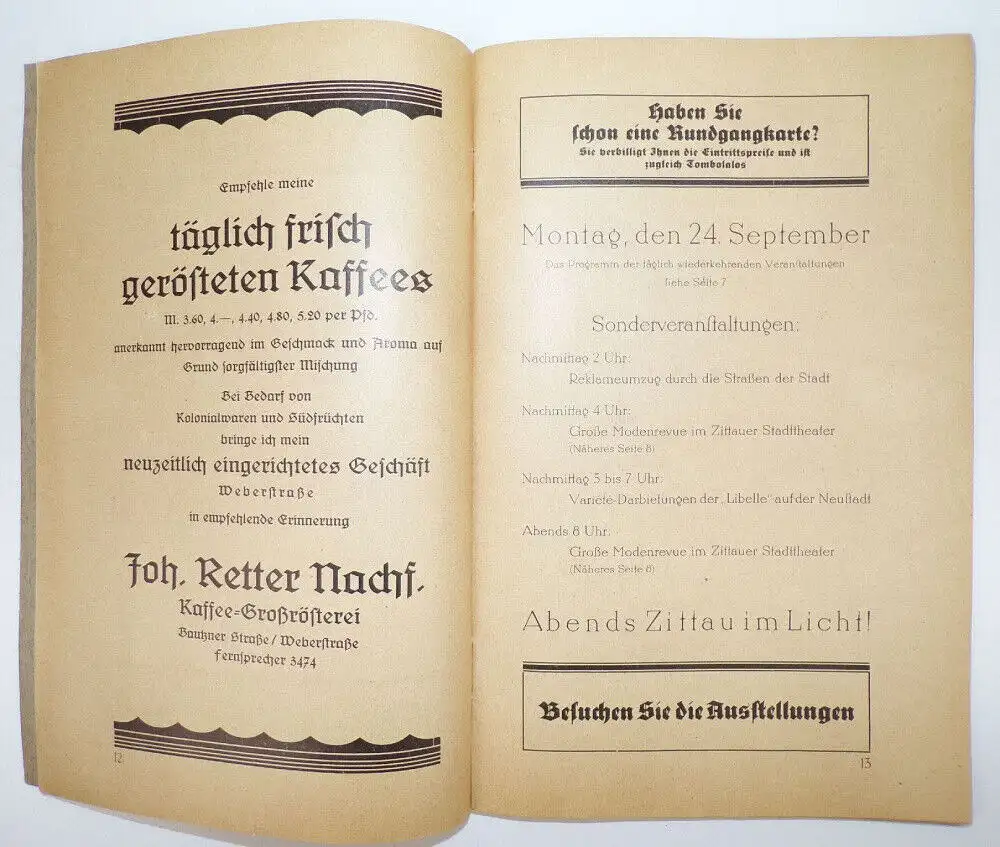 Empfehle meine
täglich friſch
geröſteten Kaffees
M. 3.60, 4.—, 4.40, 4.80, 5.20 per Pfd.
anerkannt hervorragend im Geſchmack und Aroma auf
Grund ſorgfältigſter Miſchung
Bei Bedarf von
Kolonialwaren und Südfrüchten
bringe ich mein
neuzeitlich eingerichtetes Geſchäft
Weberſtraße
in empfehlende Erinnerung
Joh. Retter Nachf.
Kaffee-Großröſterei
Bautzner Straße / Weberſtraße
Fernſprecher 3474
12
Haben Sie
ſchon eine Rundgangkarte?
Sie verbilligt Ihnen die Eintrittspreiſe und iſt
zugleich Tombolalos
Montag, den 24. September
Das Programm der täglich wiederkehrenden Veranſtaltungen
ſiehe Seite 7
Sonderveranſtaltungen:
Nachmittag 2 Uhr:
Reklameumzug durch die Straßen der Stadt
Nachmittag 4 Uhr:
Große Modenrevue im Zittauer Stadttheater
(Näheres Seite 8)
Nachmittag 5 bis 7 Uhr:
Varieté-Darbietungen der „Libelle" auf der Neuſtadt
Abends 8 Uhr:
Große Modenrevue im Zittauer Stadttheater
(Näheres Seite 8)
Abends Zittau im Licht!
Beſuchen Sie die Ausſtellungen
13